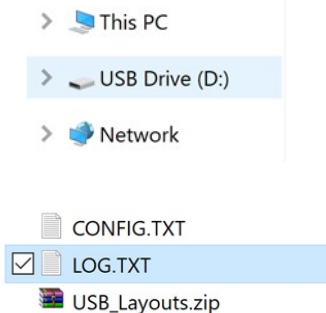 This PC
USB Drive (D:)
Network
CONFIG.TXT
LOG.TXT
USB_Layouts.zip